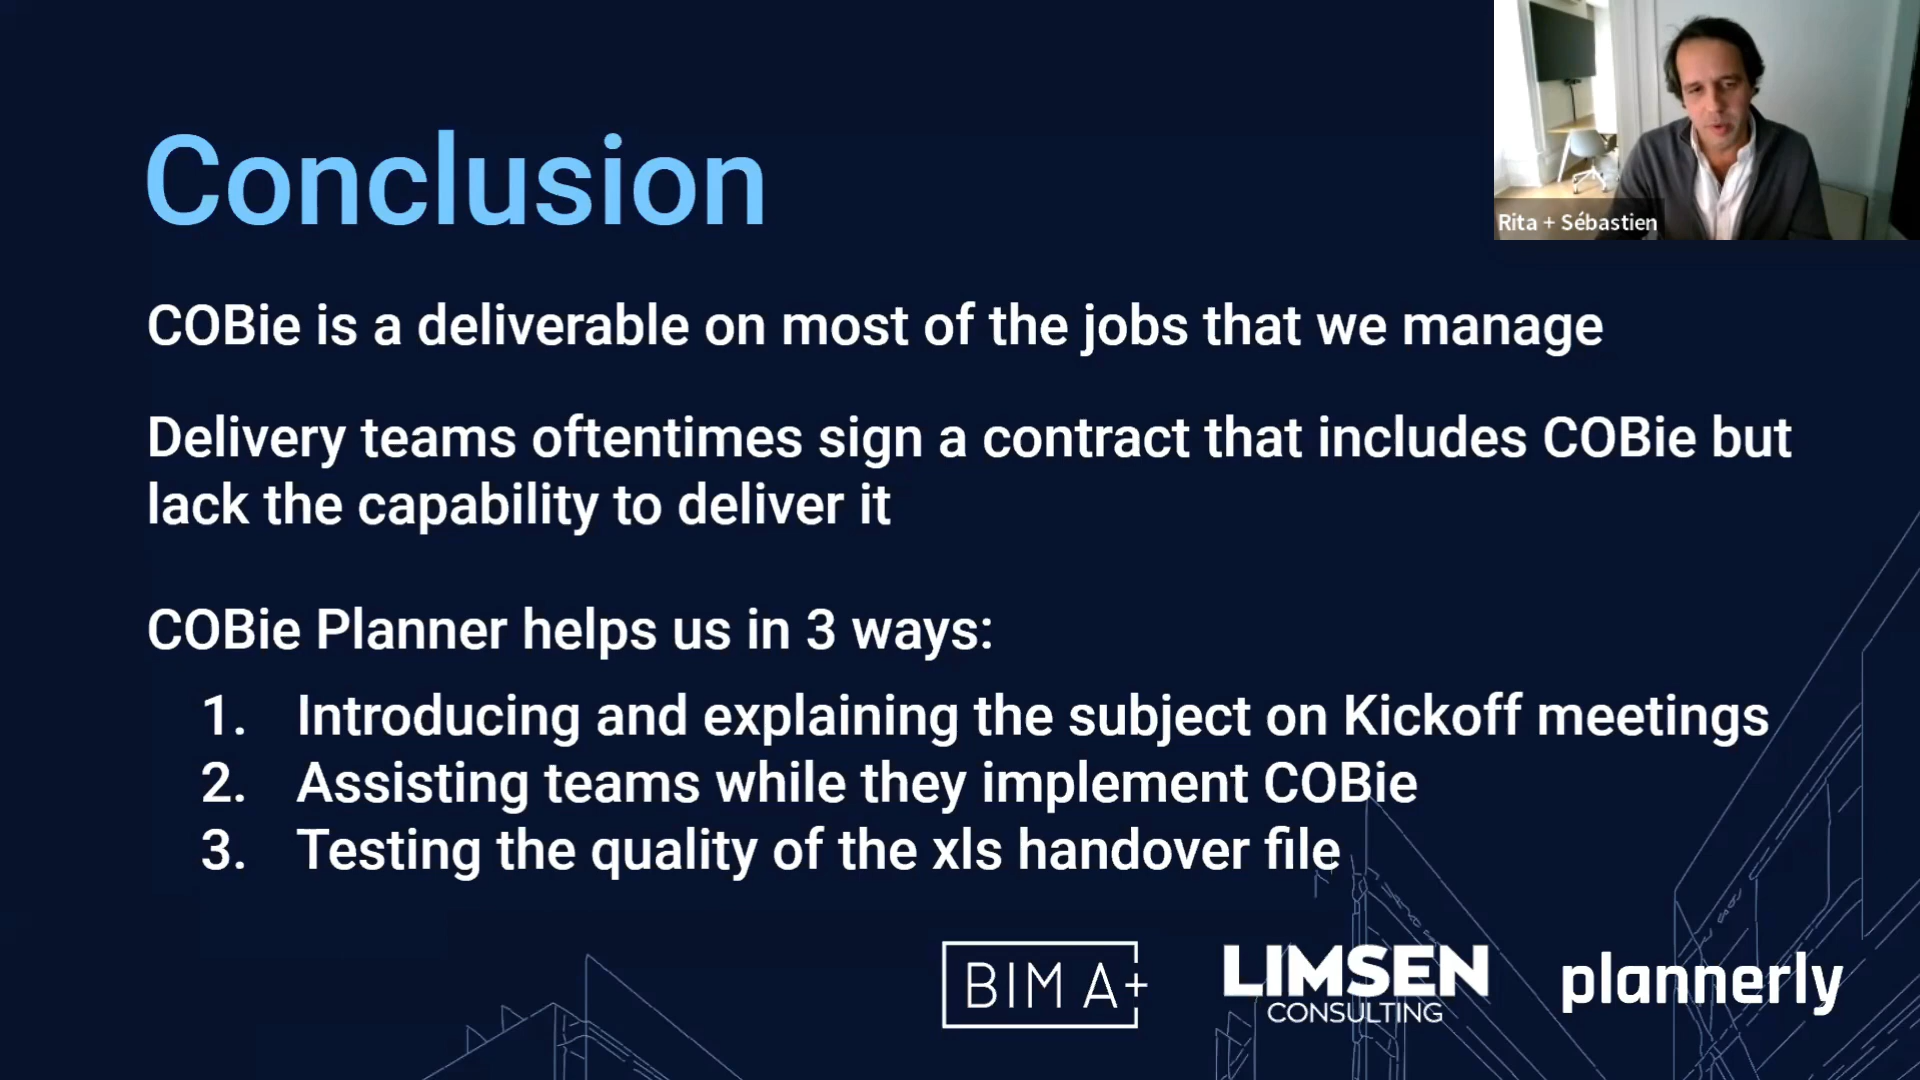 Conclusion
Rita + Sébastien
COBie is a deliverable on most of the jobs that we manage
Delivery teams oftentimes sign a contract that includes COBie but
lack the capability to deliver it
COBie Planner helps us in 3 ways:
1. Introducing and explaining the subject on Kickoff meetings
2. Assisting teams while they implement COBie
3. Testing the quality of the xls handover file
BIM A+
LIMSEN
CONSULTING
plannerly